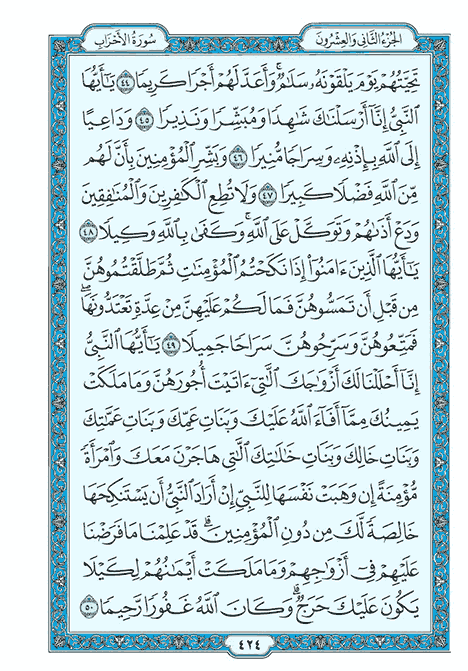 الجزء الثاني والعشرون
سورة الأحزاب
تَحِيَّتُهُمْ يَوْمَ يَلْقَوْنَهُۥ سَلَٰمٌ ۚ وَأَعَدَّ لَهُمْ أَجْرًا كَرِيمًا ٤٤ يَٰٓأَيُّهَا
ٱلنَّبِىُّ إِنَّآ أَرْسَلْنَٰكَ شَٰهِدًا وَمُبَشِّرًا وَنَذِيرًا ٤٥ وَدَاعِيًا
إِلَى ٱللَّهِ بِإِذْنِهِۦ وَسِرَاجًا مُّنِيرًا ٤٦ وَبَشِّرِ ٱلْمُؤْمِنِينَ بِأَنَّ لَهُم
مِّنَ ٱللَّهِ فَضْلًا كَبِيرًا ٤٧ وَلَا تُطِعِ ٱلْكَٰفِرِينَ وَٱلْمُنَٰفِقِينَ
وَدَعْ أَذَىٰهُمْ وَتَوَكَّلْ عَلَى ٱللَّهِ ۚ وَكَفَىٰ بِٱللَّهِ وَكِيلًا ٤٨
يَٰٓأَيُّهَا ٱلَّذِينَ ءَامَنُوٓا۟ إِذَا نَكَحْتُمُ ٱلْمُؤْمِنَٰتِ ثُمَّ طَلَّقْتُمُوهُنَّ
مِن قَبْلِ أَن تَمَسُّوهُنَّ فَمَا لَكُمْ عَلَيْهِنَّ مِنْ عِدَّةٍ تَعْتَدُّونَهَا ۖ
فَمَتِّعُوهُنَّ وَسَرِّحُوهُنَّ سَرَاحًا جَمِيلًا ٤٩ يَٰٓأَيُّهَا ٱلنَّبِىُّ
إِنَّآ أَحْلَلْنَا لَكَ أَزْوَٰجَكَ ٱلَّٰتِىٓ ءَاتَيْتَ أُجُورَهُنَّ وَمَا مَلَكَتْ
يَمِينُكَ مِمَّآ أَفَآءَ ٱللَّهُ عَلَيْكَ وَبَنَاتِ عَمِّكَ وَبَنَاتِ عَمَّٰتِكَ
وَبَنَاتِ خَالِكَ وَبَنَاتِ خَٰلَٰتِكَ ٱلَّٰتِى هَاجَرْنَ مَعَكَ وَٱمْرَأَةً
مُّؤْمِنَةً إِن وَهَبَتْ نَفْسَهَا لِلنَّبِىِّ إِنْ أَرَادَ ٱلنَّبِىُّ أَن يَسْتَنكِحَهَا
خَالِصَةً لَّكَ مِن دُونِ ٱلْمُؤْمِنِينَ ۗ قَدْ عَلِمْنَا مَا فَرَضْنَا
عَلَيْهِمْ فِىٓ أَزْوَٰجِهِمْ وَمَا مَلَكَتْ أَيْمَٰنُهُمْ لِكَيْلَا
يَكُونَ عَلَيْكَ حَرَجٌ ۗ وَكَانَ ٱللَّهُ غَفُورًا رَّحِيمًا ٥٠
٤٢٤